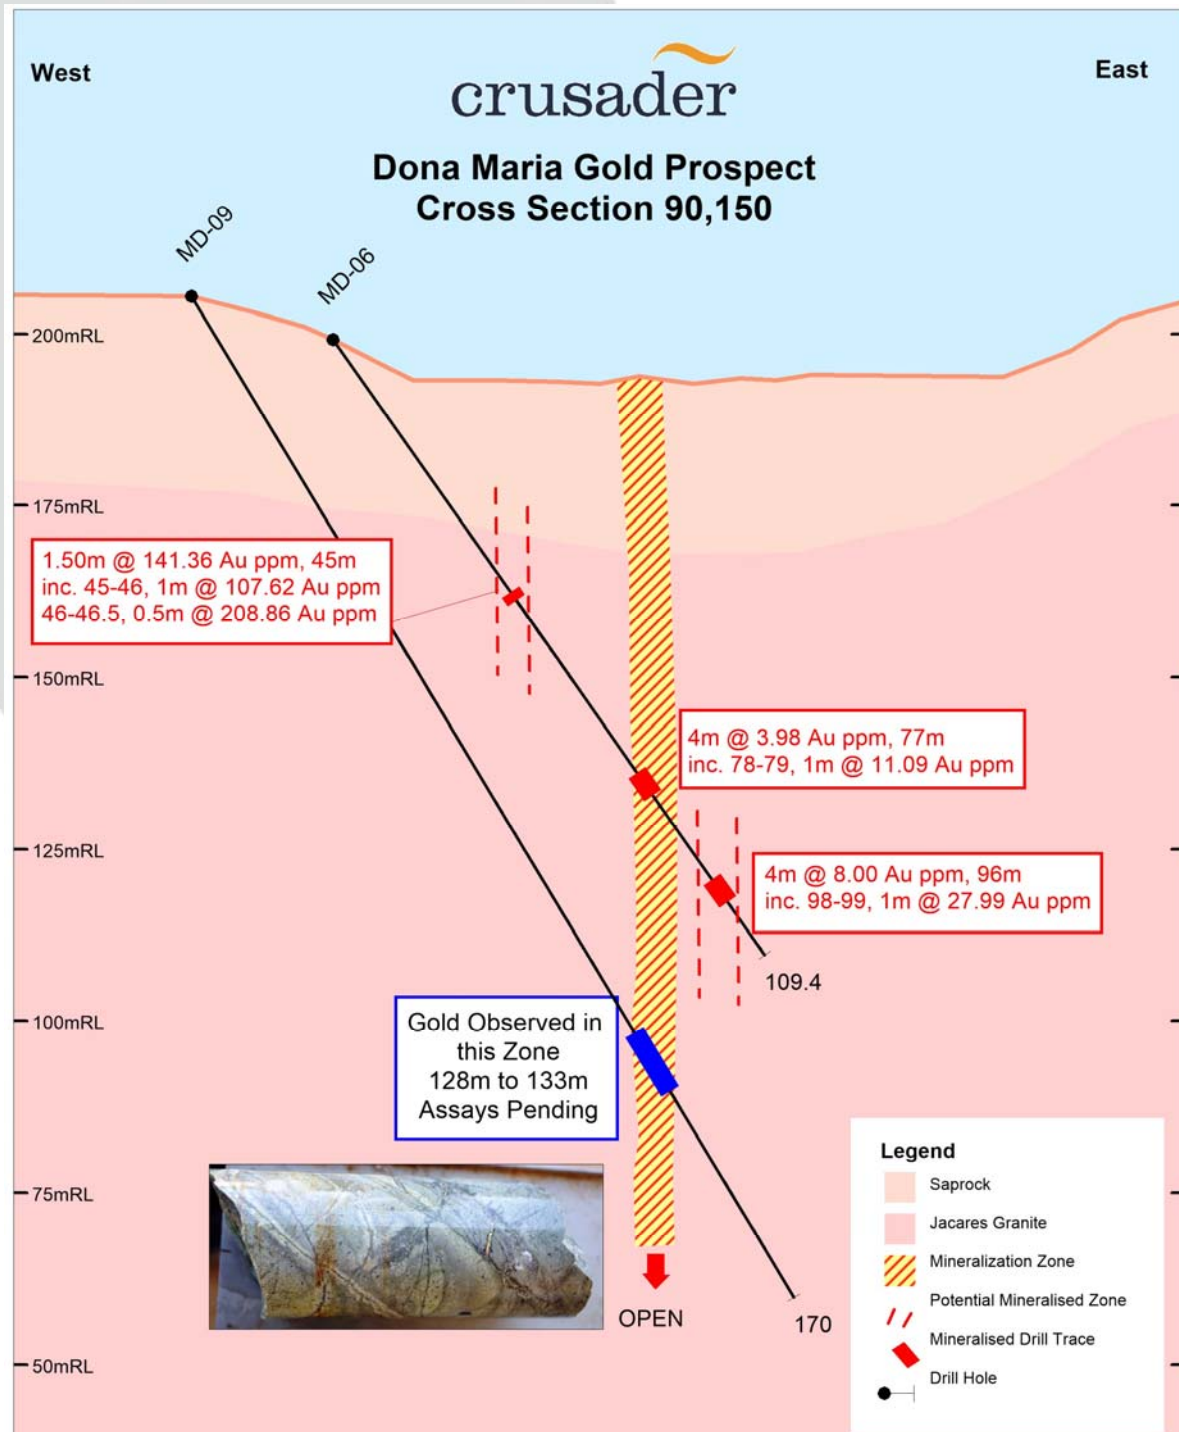 West
East
crusader
Dona Maria Gold Prospect
Cross Section 90,150
MD-09
MD-06
200mRL
175mRL
1.50m @ 141.36 Au ppm, 45m
inc. 45-46, 1m @ 107.62 Au ppm
46-46.5, 0.5m @ 208.86 Au ppm
150mRL
4m @ 3.98 Au ppm, 77m
inc. 78-79, 1m @ 11.09 Au ppm
125mRL
4m @ 8.00 Au ppm, 96m
inc. 98-99, 1m @ 27.99 Au ppm
109.4
100mRL
Gold Observed in
this Zone
128m to 133m
Assays Pending
75mRL
OPEN
170
50mRL
Legend
Saprock
Jacares Granite
Mineralization Zone
Potential Mineralised Zone
Mineralised Drill Trace
Drill Hole